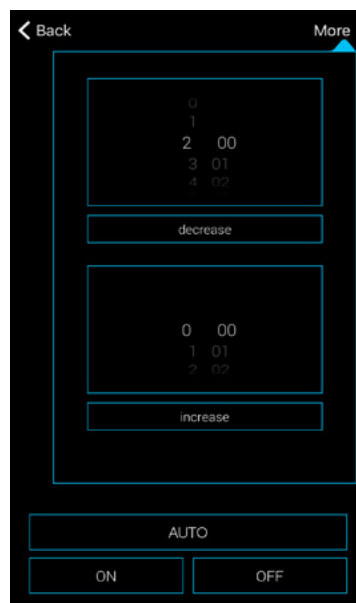 Back More
0
1
2 00
3 01
4 02
decrease
0 00
1 01
2 02
increase
AUTO
ON OFF